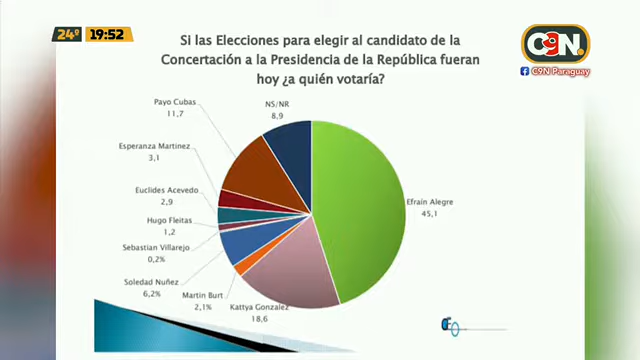 24º 19:52
C9N
C9N Paraguay
Si las Elecciones para elegir al candidato de la
Concertación a la Presidencia de la República fueran
hoy ¿a quién votaría?
Payo Cubas
11,7
NS/NR
8,9
Esperanza Martinez
3,1
Euclides Acevedo
2,9
Hugo Fleitas
1,2
Sebastian Villarejo
0,2%
Soledad Nuñez
6,2%
Martin Burt
2,1%
Kattya Gonzalez
18,6
Efraín Alegre
45,1